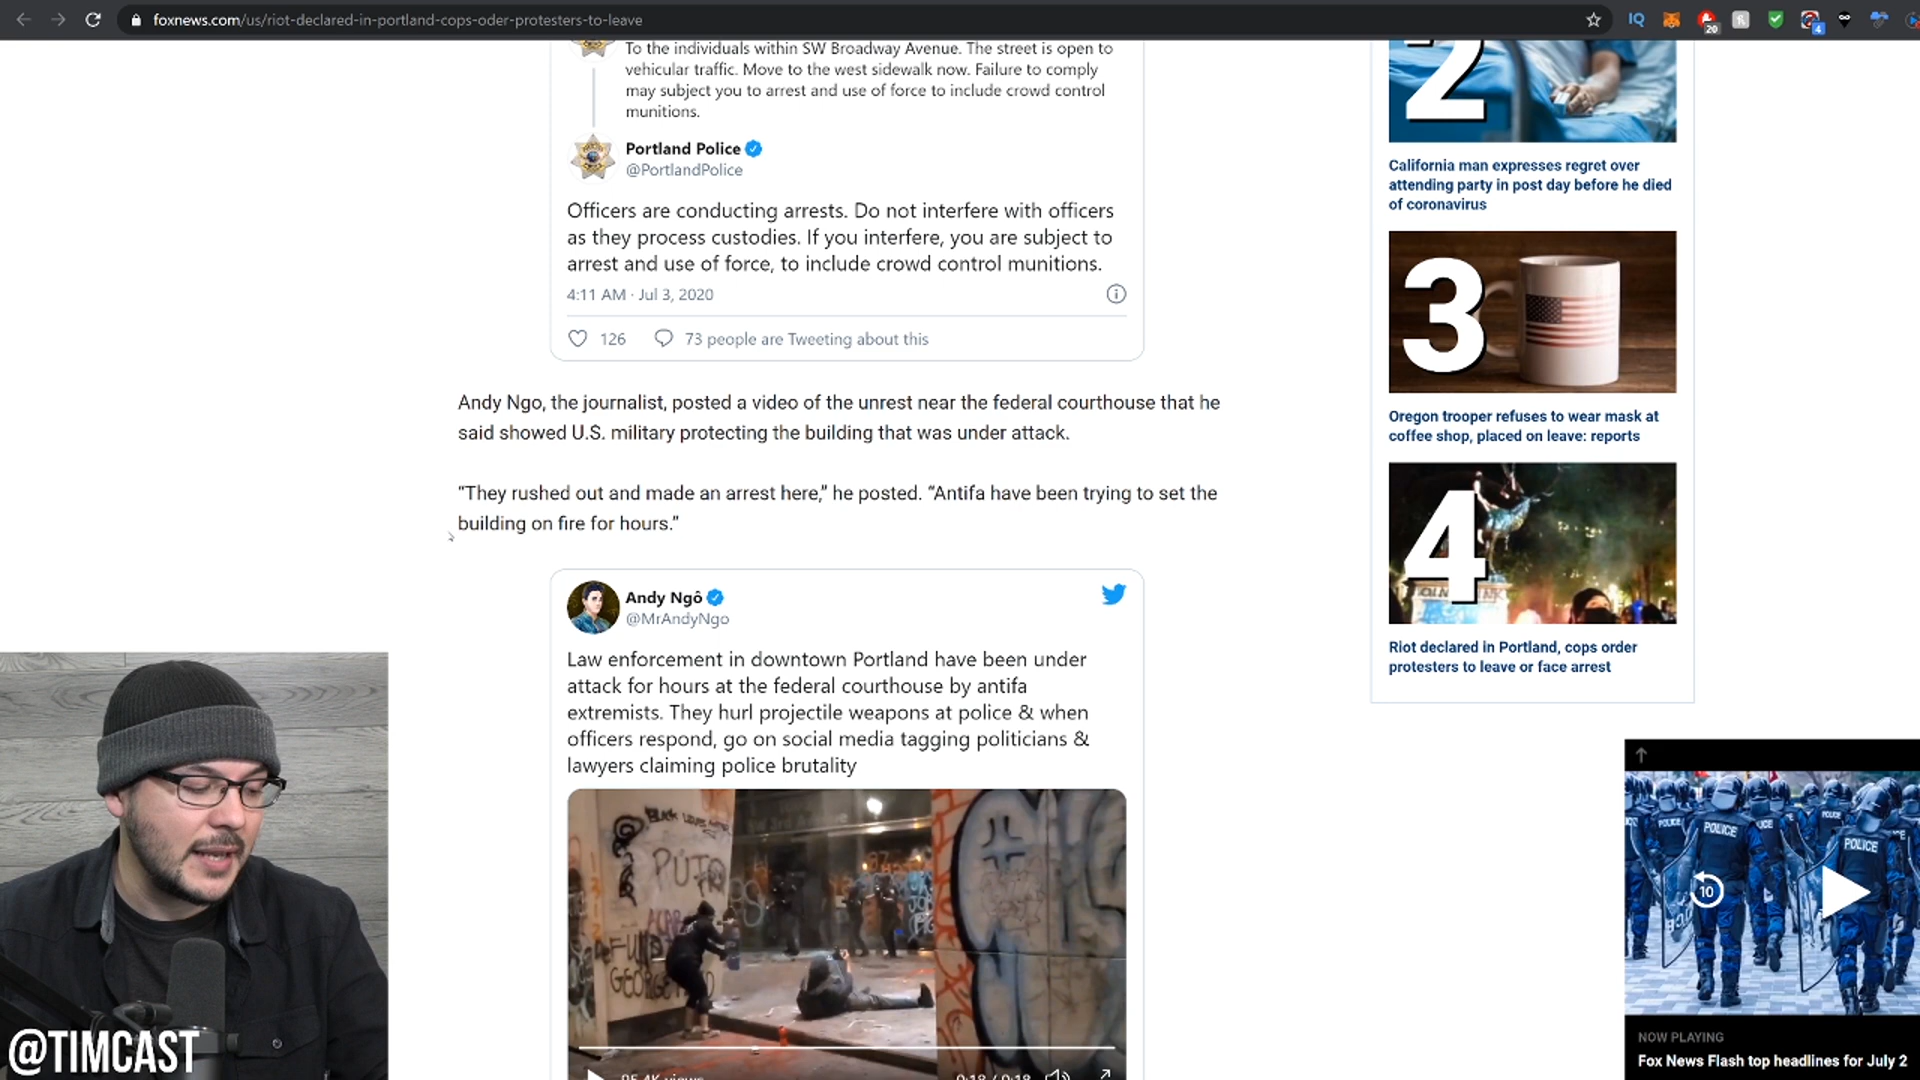 foxnews.com/us/riot-declared-in-portland-cops-oder-protesters-to-leave
IQ
20
4
To the individuals within SW Broadway Avenue. The street is open to
vehicular traffic. Move to the west sidewalk now. Failure to comply
may subject you to arrest and use of force to include crowd control
munitions.
Portland Police
@PortlandPolice
Officers are conducting arrests. Do not interfere with officers
as they process custodies. If you interfere, you are subject to
arrest and use of force, to include crowd control munitions.
4:11 AM · Jul 3, 2020
126
73 people are Tweeting about this
Andy Ngo, the journalist, posted a video of the unrest near the federal courthouse that he
said showed U.S. military protecting the building that was under attack.
“They rushed out and made an arrest here,” he posted. “Antifa have been trying to set the
building on fire for hours.”
Andy Ngô
@MrAndyNgo
Law enforcement in downtown Portland have been under
attack for hours at the federal courthouse by antifa
extremists. They hurl projectile weapons at police & when
officers respond, go on social media tagging politicians &
lawyers claiming police brutality
PUTA
0:18 / 0:18
2
California man expresses regret over
attending party in post day before he died
of coronavirus
3
Oregon trooper refuses to wear mask at
coffee shop, placed on leave: reports
4
Riot declared in Portland, cops order
protesters to leave or face arrest
POLICE
POLICE
POLICE
10
NOW PLAYING
Fox News Flash top headlines for July 2
@TIMCAST